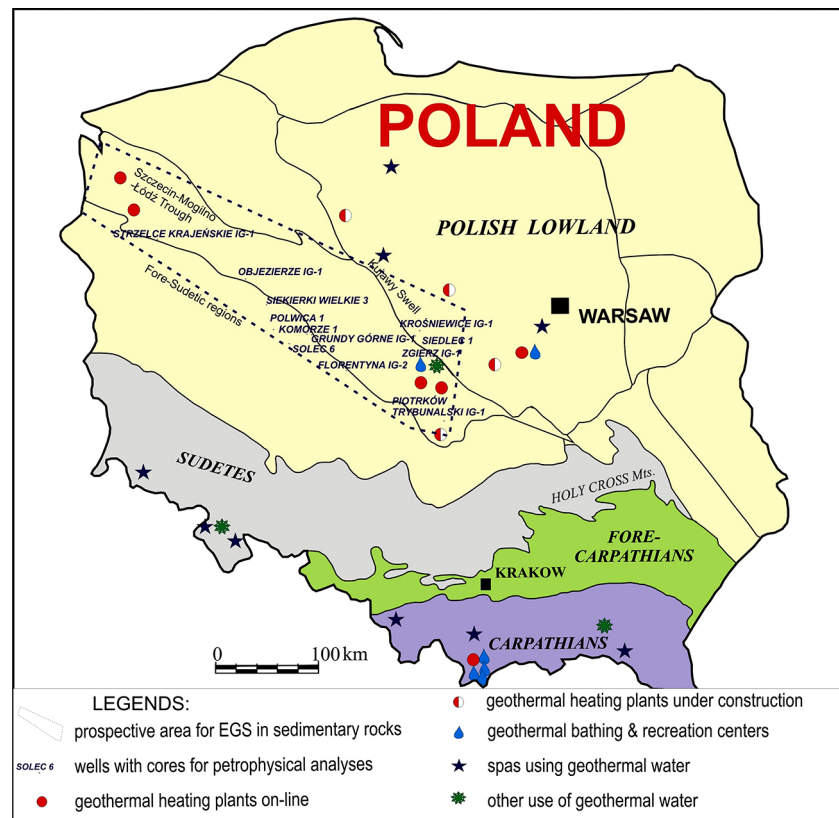 POLAND
Szczecin-Mogilno
-Łódź Trough
STRZELCE KRAJEŃSKIE IG-1
POLISH LOWLAND
Kujawy Swell
OBJEZIERZE IG-1
Fore-Sudetic regions
SIEKIERKI WIELKIE 3
WARSAW
POLWICA 1
KROŚNIEWICE IG-1
KOMORZE 1
GRUNDY GÓRNE IG-1
SIEDLEC 1
SOLEC 6
ZGIERZ IG-1
FLORENTYNA IG-2
PIOTRKÓW
TRYBUNALSKI IG-1
SUDETES
HOLY CROSS Mts.
FORE-
CARPATHIANS
KRAKOW
CARPATHIANS
0 100 km
LEGENDS:
prospective area for EGS in sedimentary rocks
SOLEC 6 wells with cores for petrophysical analyses
geothermal heating plants on-line
geothermal heating plants under construction
geothermal bathing & recreation centers
spas using geothermal water
other use of geothermal water